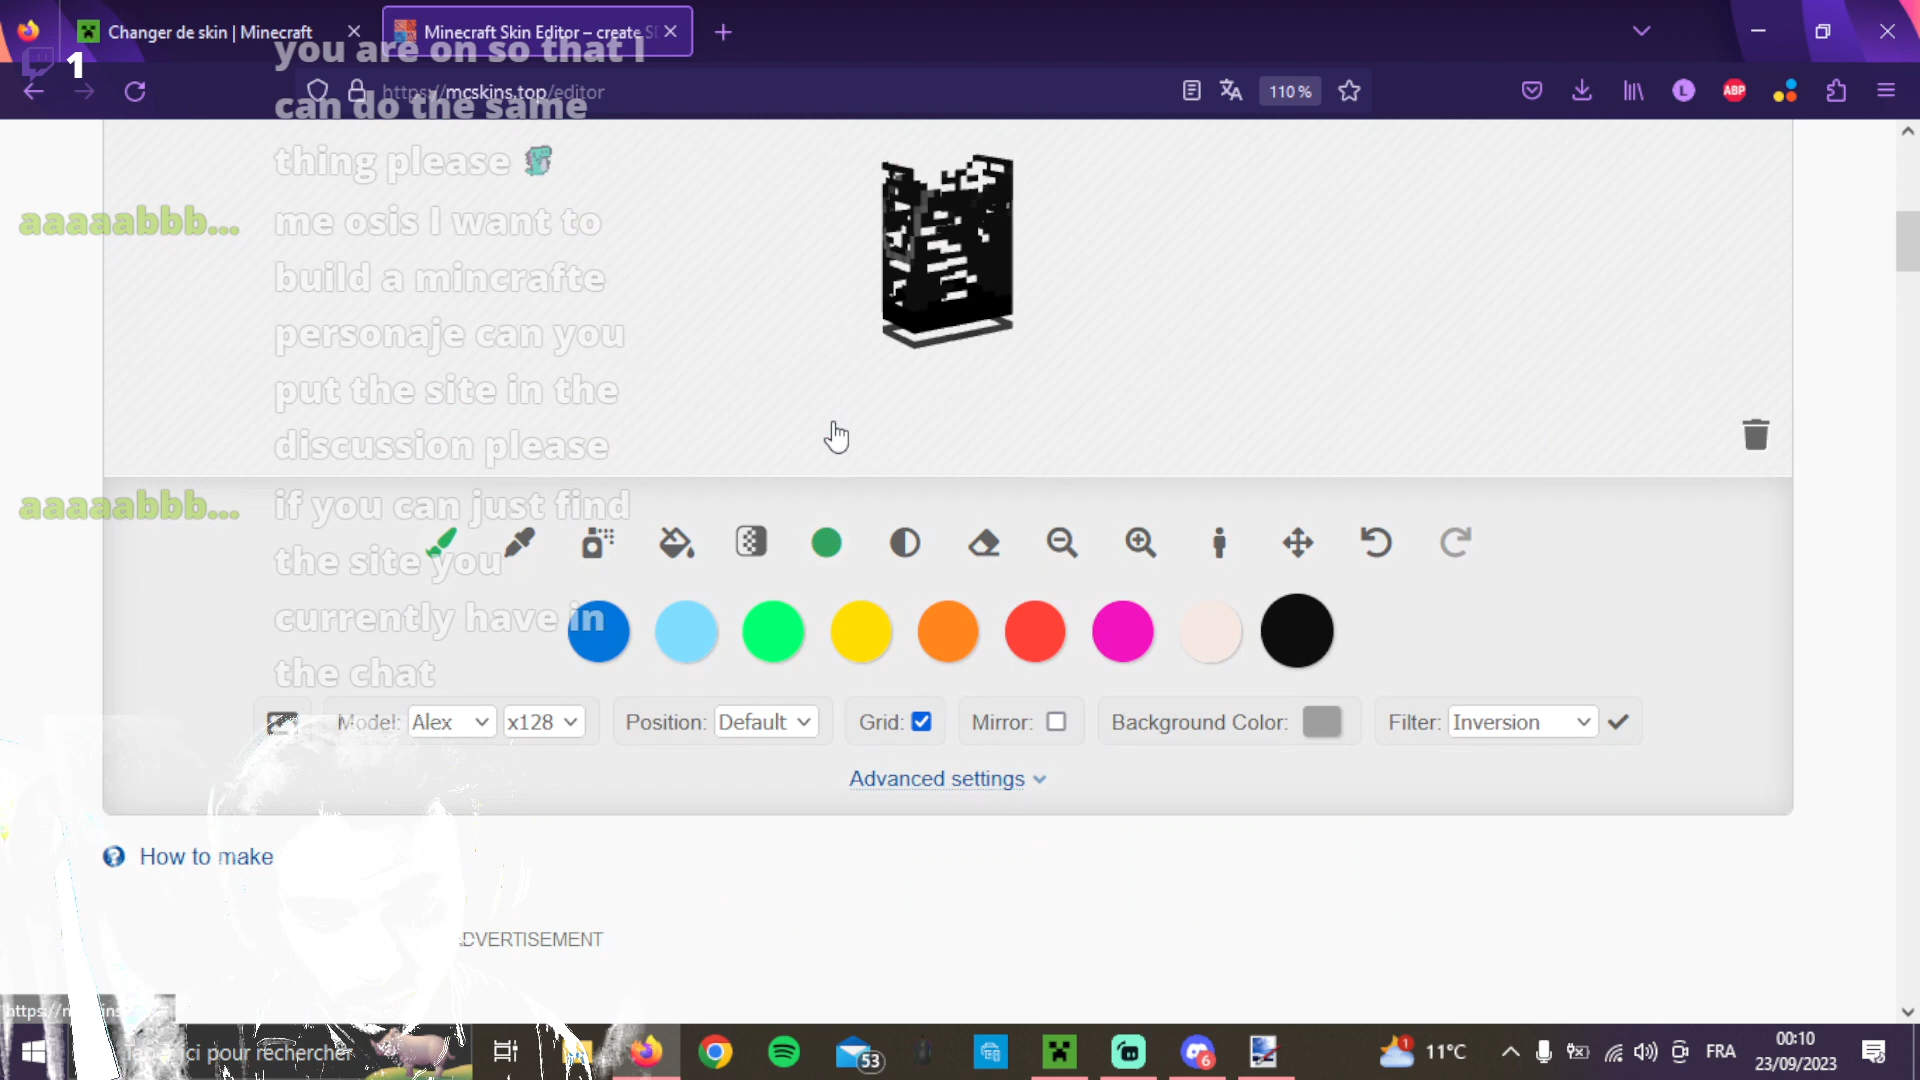 Changer de skin | Minecraft
Minecraft Skin Editor – create S
1
https://mcskins.top/editor
110 %
L
ABP
you are on so that I
can do the same
thing please
aaaaabbb...
me osis I want to
build a mincrafte
personaje can you
put the site in the
discussion please
aaaaabbb...
if you can just find
the site you
currently have in
the chat
Model: Alex x128 Position: Default Grid: Mirror: Background Color: Filter: Inversion
Advanced settings
How to make
ADVERTISEMENT
ici pour rechercher
53
6
1
11°C
FRA
00:10
23/09/2023